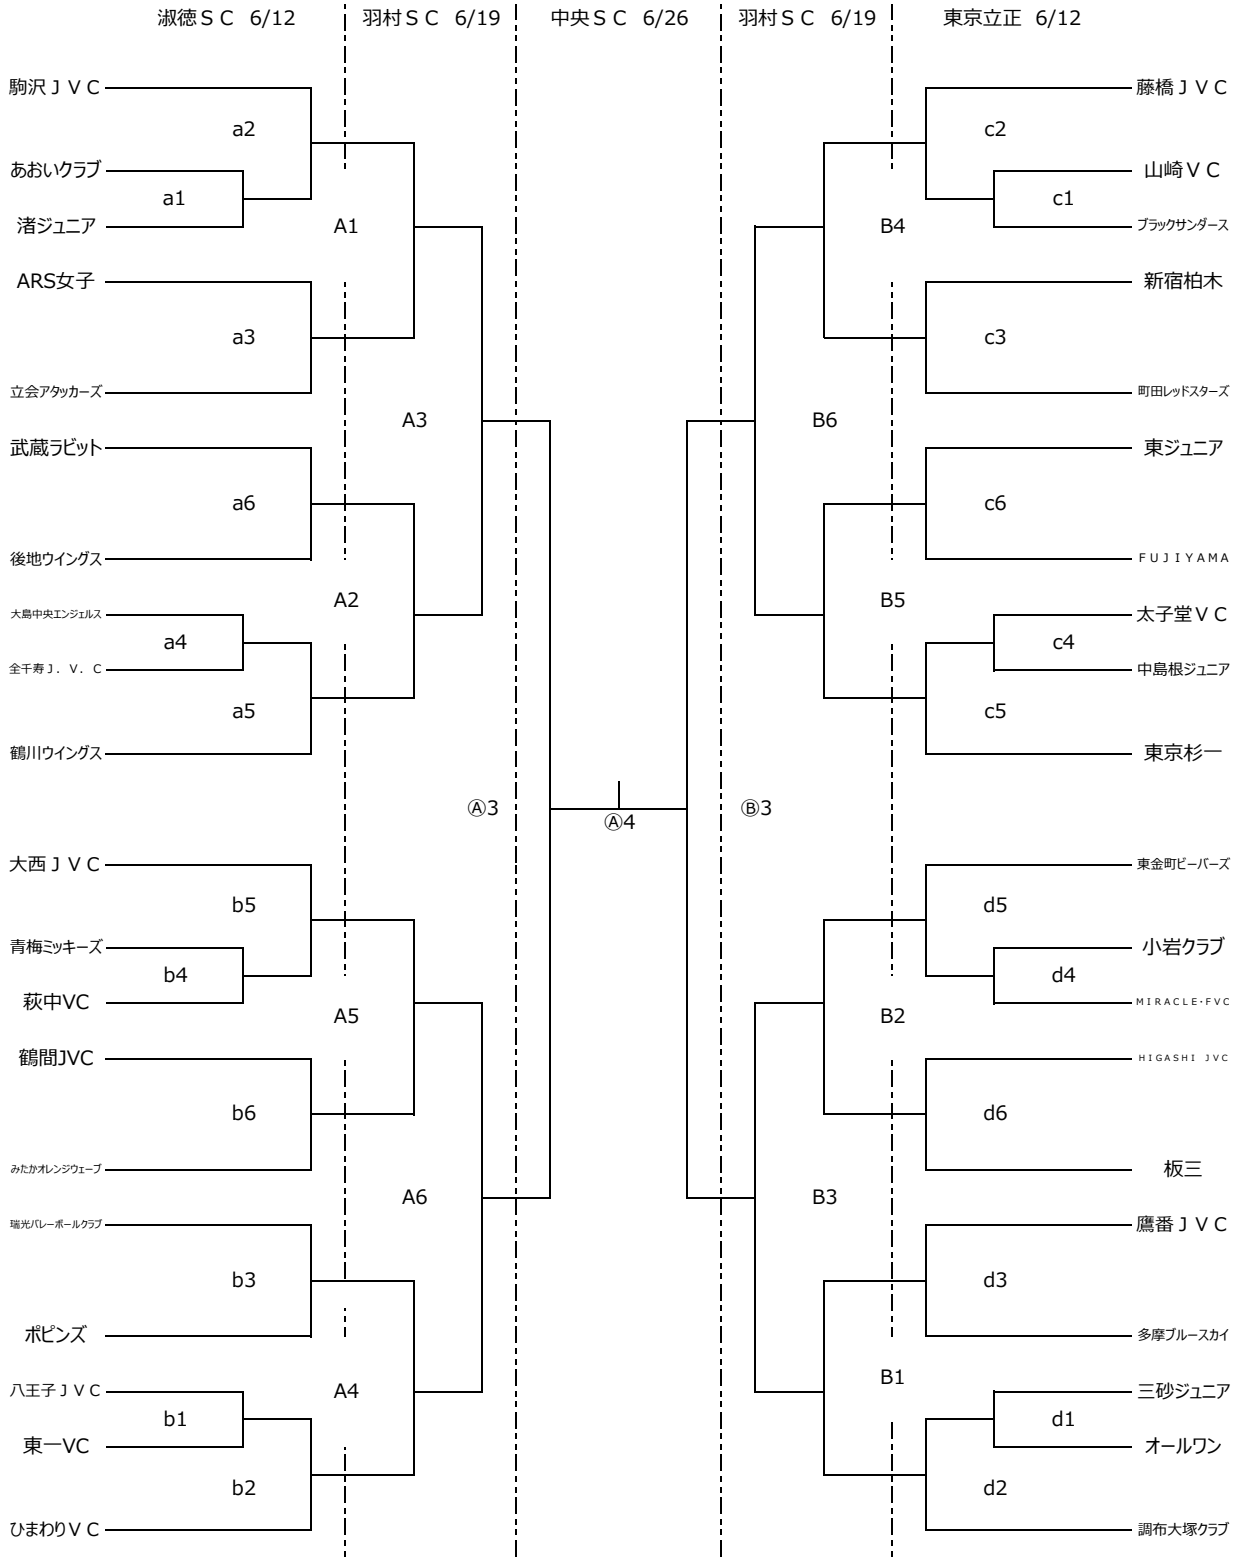 淑徳ＳＣ 6/12 羽村ＳＣ 6/19 中央ＳＣ 6/26 羽村ＳＣ 6/19 東京立正 6/12
駒沢ＪＶＣ 藤橋ＪＶＣ
a2 c2
あおいクラブ 山崎ＶＣ
a1 c1
渚ジュニア A1 B4 ブラックサンダース
ARS女子 新宿柏木
a3 c3
立会アタッカーズ 町田レッドスターズ
A3 B6
武蔵ラビット 東ジュニア
a6 c6
後地ウイングス ＦＵＪＩＹＡＭＡ
A2 B5
大島中央エンジェルス 太子堂ＶＣ
a4 c4
全千寿Ｊ．Ｖ．Ｃ 中島根ジュニア
a5 c5
鶴川ウイングス 東京杉一
Ⓐ3 Ⓐ4 Ⓑ3
大西ＪＶＣ 東金町ビーバーズ
b5 d5
青梅ミッキーズ 小岩クラブ
b4 d4
萩中VC ＭＩＲＡＣＬＥ・ＦＶＣ
A5 B2
鶴間JVC ＨＩＧＡＳＨＩ ＪＶＣ
b6 d6
みたかオレンジウェーブ 板三
A6 B3
瑞光バレーボールクラブ 鷹番ＪＶＣ
b3 d3
ポピンズ 多摩ブルースカイ
A4 B1
八王子ＪＶＣ 三砂ジュニア
b1 d1
東一VC オールワン
b2 d2
ひまわりＶＣ 調布大塚クラブ